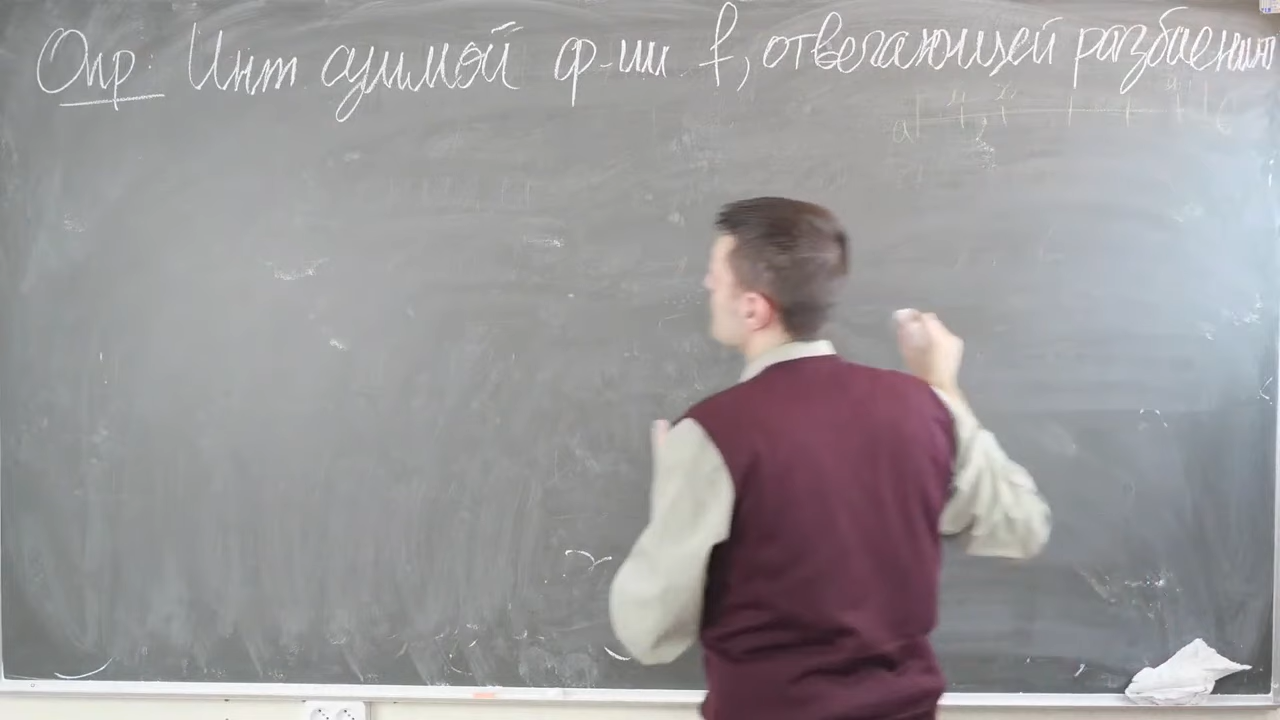 Опр: Инт суммой ф-ии f, отвечающей разбиению
a